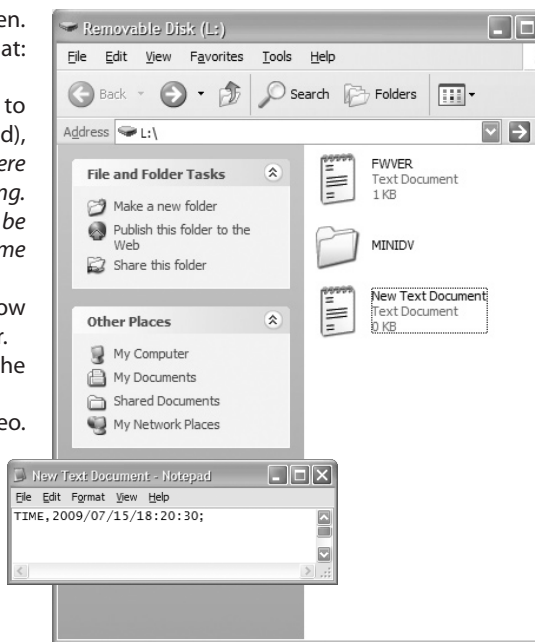 en.
at:
to
d),
ere
ng.
be
me
ow
r.
he
eo.
Removable Disk (L:)
File Edit View Favorites Tools Help
Back Search Folders
Address L:\
File and Folder Tasks
Make a new folder
Publish this folder to the
Web
Share this folder
Other Places
My Computer
My Documents
Shared Documents
My Network Places
FWVER
Text Document
1 KB
MINIDV
New Text Document
Text Document
0 KB
New Text Document - Notepad
File Edit Format View Help
TIME,2009/07/15/18:20:30;